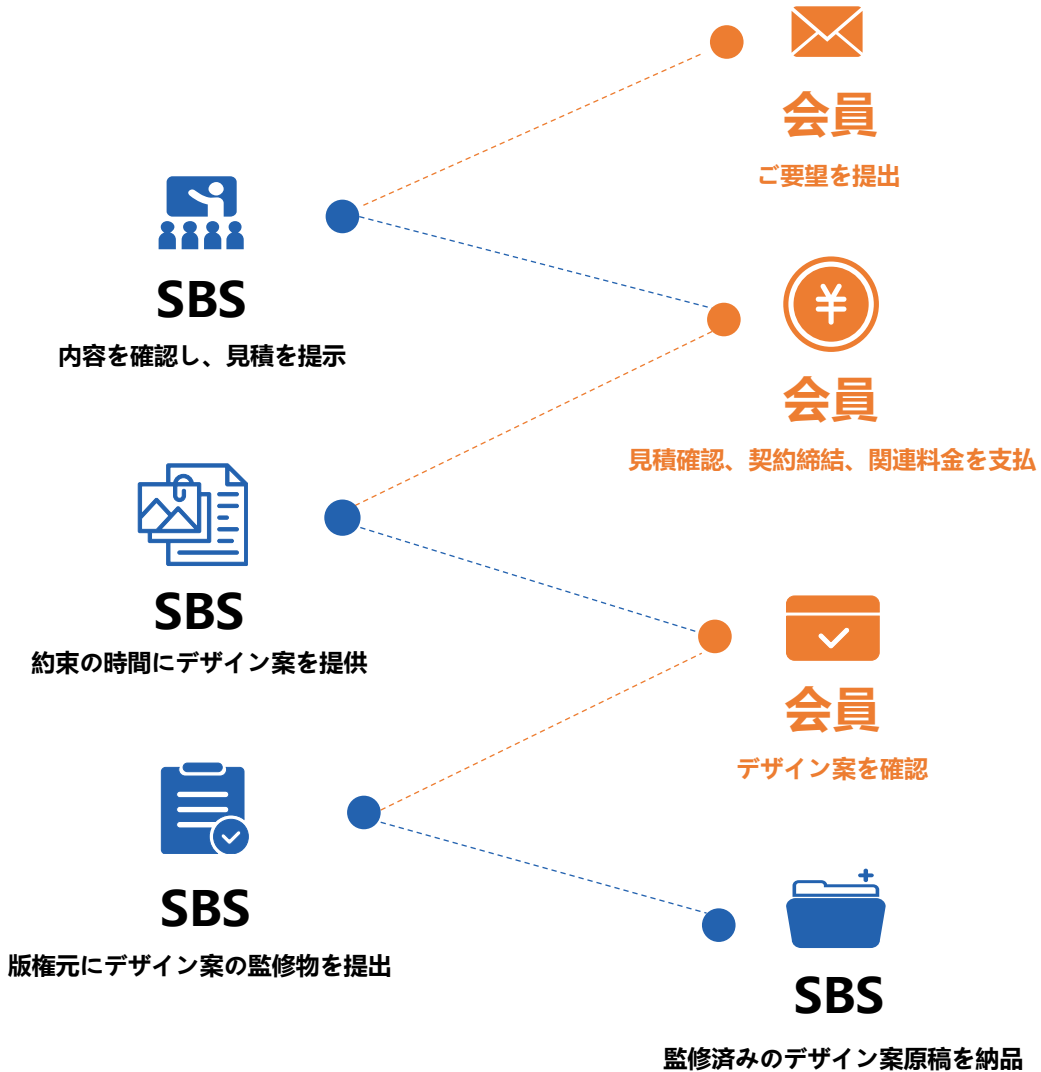 会員
ご要望を提出
SBS
内容を確認し、見積を提示
会員
見積確認、契約締結、関連料金を支払
SBS
約束の時間にデザイン案を提供
会員
デザイン案を確認
SBS
版権元にデザイン案の監修物を提出
SBS
監修済みのデザイン案原稿を納品